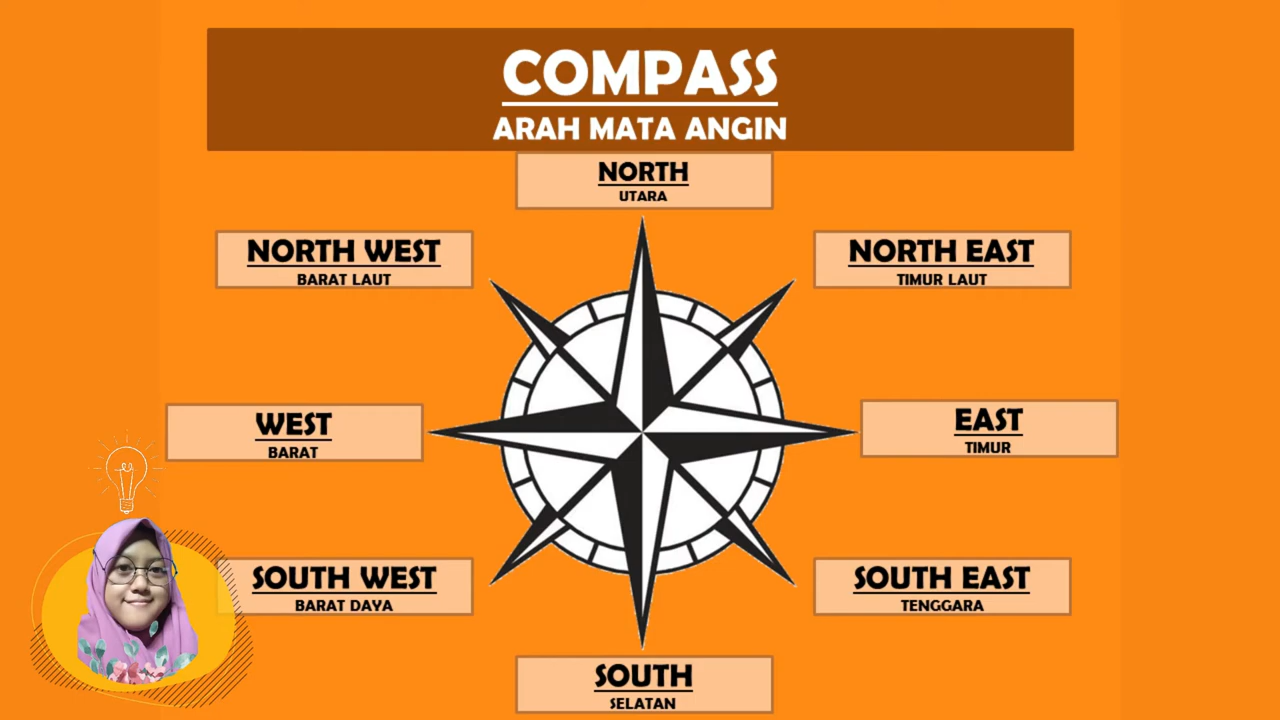 COMPASS
ARAH MATA ANGIN
NORTH
UTARA
NORTH WEST
BARAT LAUT
NORTH EAST
TIMUR LAUT
WEST
BARAT
EAST
TIMUR
SOUTH WEST
BARAT DAYA
SOUTH EAST
TENGGARA
SOUTH
SELATAN